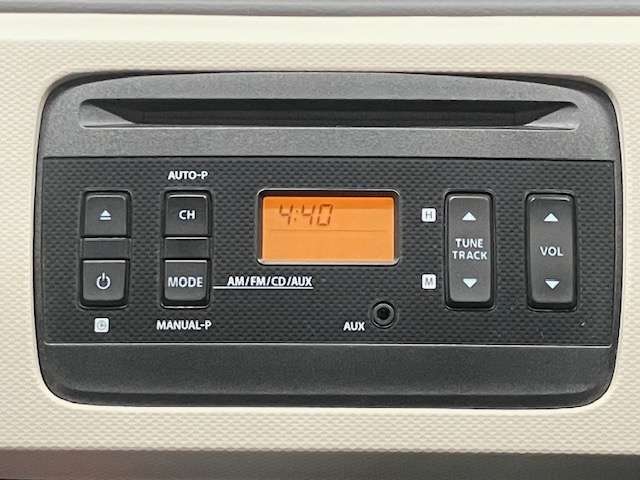 AUTO-P
CH
4:40
H
TUNE
TRACK
VOL
MODE
AM/FM/CD/AUX
M
MANUAL-P
AUX